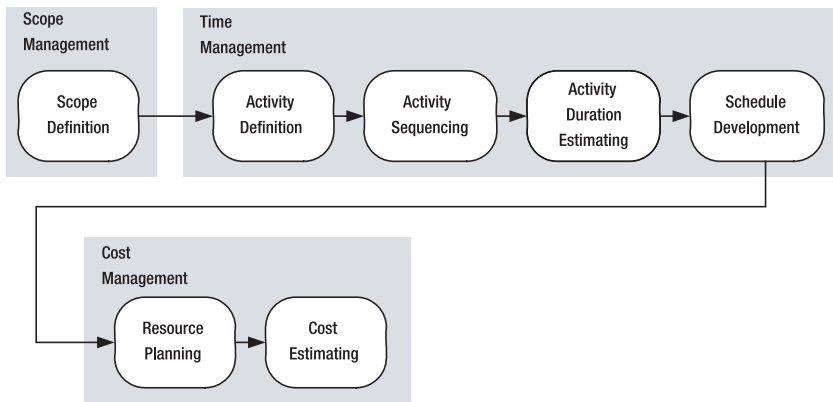 Scope
Management
Scope
Definition
Time
Management
Activity
Definition
Activity
Sequencing
Activity
Duration
Estimating
Schedule
Development
Cost
Management
Resource
Planning
Cost
Estimating